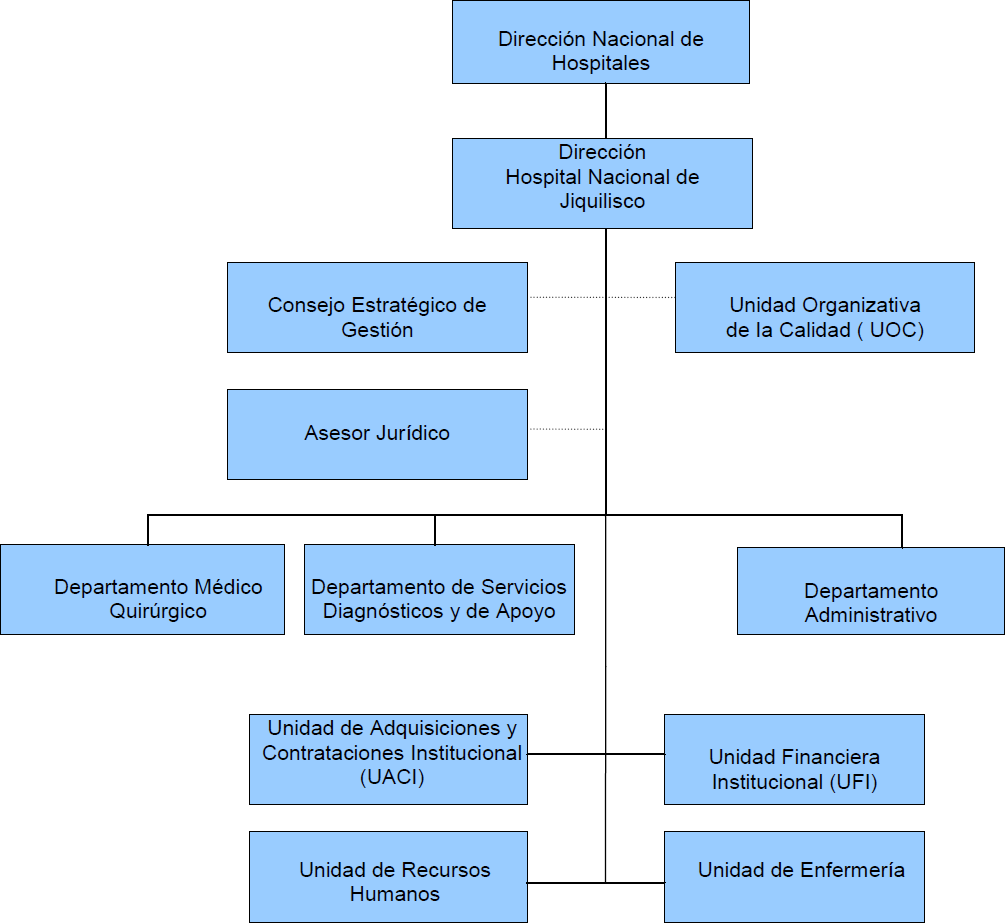 Dirección Nacional de
Hospitales
Dirección
Hospital Nacional de
Jiquilisco
Consejo Estratégico de
Gestión
Unidad Organizativa
de la Calidad ( UOC)
Asesor Jurídico
Departamento Médico
Quirúrgico
Departamento de Servicios
Diagnósticos y de Apoyo
Departamento
Administrativo
Unidad de Adquisiciones y
Contrataciones Institucional
(UACI)
Unidad Financiera
Institucional (UFI)
Unidad de Recursos
Humanos
Unidad de Enfermería